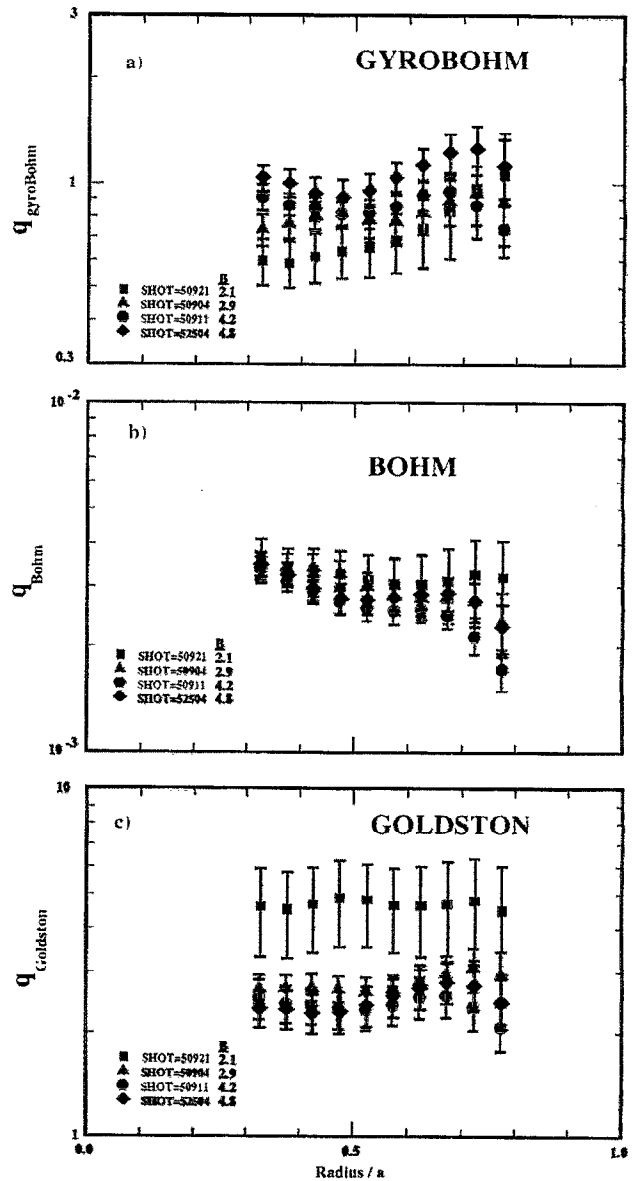 3
a)
GYROBOHM
1
q gyroBohm
B
SHOT=50921 2.1
SHOT=50904 2.9
SHOT=50911 4.2
SHOT=52504 4.8
0.3
10-2
b)
BOHM
q Bohm
B
SHOT=50921 2.1
SHOT=50904 2.9
SHOT=50911 4.2
SHOT=52504 4.8
10-3
10
c)
GOLDSTON
q Goldston
B
SHOT=50921 2.1
SHOT=50904 2.9
SHOT=50911 4.2
SHOT=52504 4.8
1
0.0 0.5 1.0
Radius / a